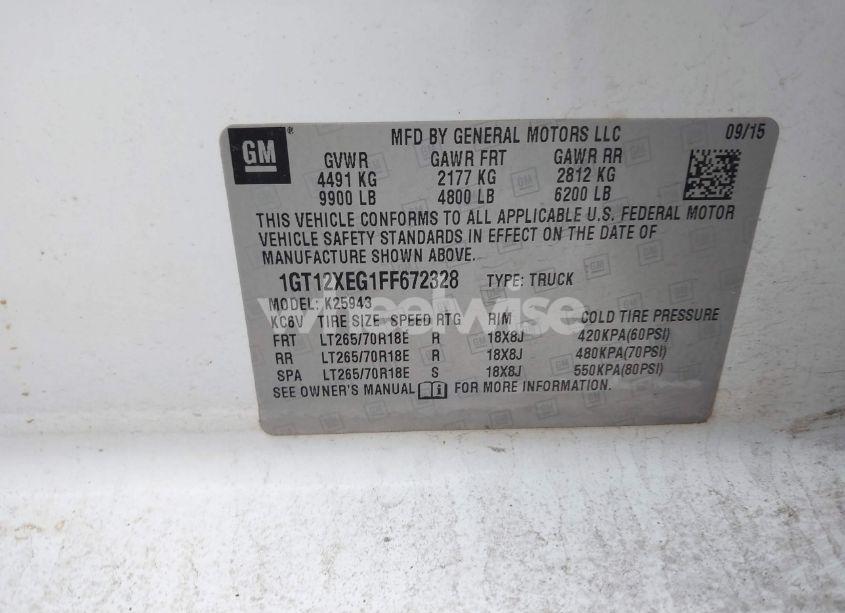 GM ®
MFD BY GENERAL MOTORS LLC 09/15
GVWR GAWR FRT GAWR RR
4491 KG 2177 KG 2812 KG
9900 LB 4800 LB 6200 LB
THIS VEHICLE CONFORMS TO ALL APPLICABLE U.S. FEDERAL MOTOR
VEHICLE SAFETY STANDARDS IN EFFECT ON THE DATE OF
MANUFACTURE SHOWN ABOVE.
1GT12XEG1FF672328 TYPE: TRUCK
MODEL: K25943
KC6V TIRE SIZE SPEED RTG RIM COLD TIRE PRESSURE
FRT LT265/70R18E R 18X8J 420KPA(60PSI)
RR LT265/70R18E R 18X8J 480KPA(70PSI)
SPA LT265/70R18E S 18X8J 550KPA(80PSI)
SEE OWNER'S MANUAL FOR MORE INFORMATION.
wheelwise